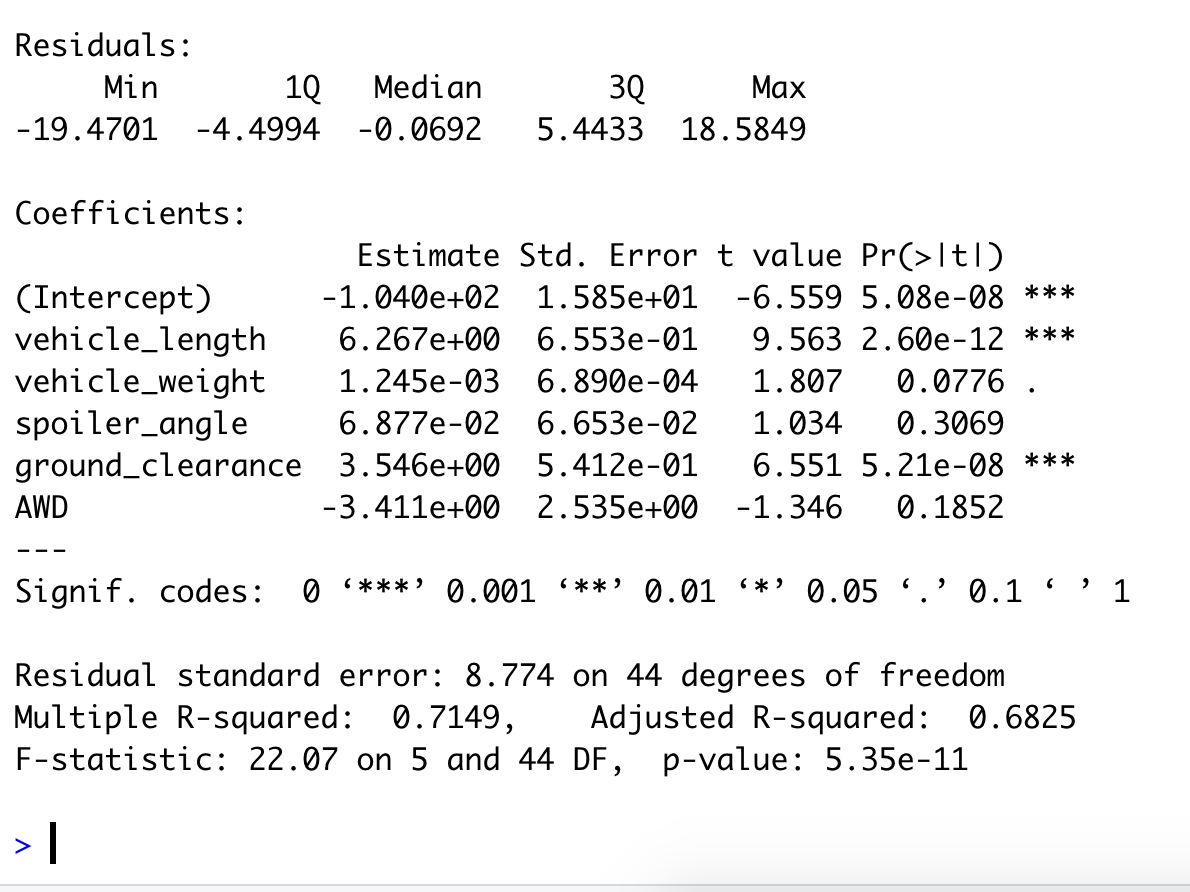 Residuals:
     Min       1Q   Median       3Q      Max
-19.4701  -4.4994  -0.0692   5.4433  18.5849

Coefficients:
                   Estimate Std. Error t value Pr(>|t|)
(Intercept)      -1.040e+02  1.585e+01  -6.559 5.08e-08 ***
vehicle_length    6.267e+00  6.553e-01   9.563 2.60e-12 ***
vehicle_weight    1.245e-03  6.890e-04   1.807   0.0776 .
spoiler_angle     6.877e-02  6.653e-02   1.034   0.3069
ground_clearance  3.546e+00  5.412e-01   6.551 5.21e-08 ***
AWD              -3.411e+00  2.535e+00  -1.346   0.1852
---
Signif. codes:  0 ‘***’ 0.001 ‘**’ 0.01 ‘*’ 0.05 ‘.’ 0.1 ‘ ’ 1

Residual standard error: 8.774 on 44 degrees of freedom
Multiple R-squared:  0.7149,    Adjusted R-squared:  0.6825
F-statistic: 22.07 on 5 and 44 DF,  p-value: 5.35e-11

>